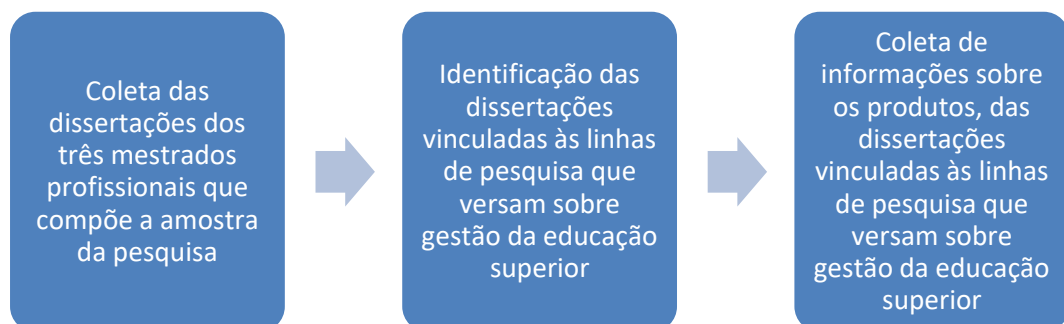 Coleta das
dissertações dos
três mestrados
profissionais que
compõe a amostra
da pesquisa
Identificação das
dissertações
vinculadas às linhas
de pesquisa que
versam sobre
gestão da educação
superior
Coleta de
informações sobre
os produtos, das
dissertações
vinculadas às linhas
de pesquisa que
versam sobre
gestão da educação
superior